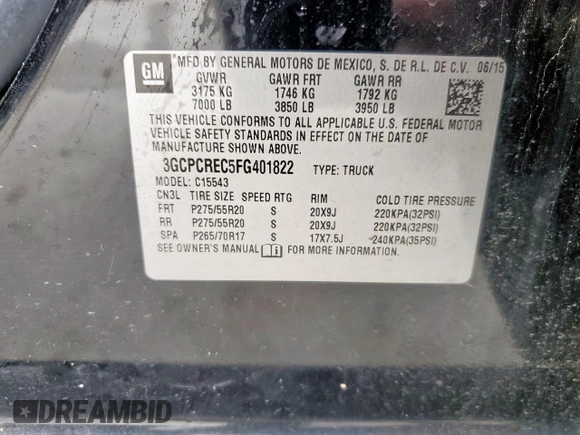 GM
MFD BY GENERAL MOTORS DE MEXICO, S. DE R.L. DE C.V. 06/15
GVWR GAWR FRT GAWR RR
3175 KG 1746 KG 1792 KG
7000 LB 3850 LB 3950 LB
THIS VEHICLE CONFORMS TO ALL APPLICABLE U.S. FEDERAL MOTOR
VEHICLE SAFETY STANDARDS IN EFFECT ON THE DATE OF
MANUFACTURE SHOWN ABOVE.
3GCPCREC5FG401822 TYPE: TRUCK
MODEL: C15543
CN3L TIRE SIZE SPEED RTG RIM COLD TIRE PRESSURE
FRT P275/55R20 S 20X9J 220KPA(32PSI)
RR P275/55R20 S 20X9J 220KPA(32PSI)
SPA P265/70R17 S 17X7.5J 240KPA(35PSI)
SEE OWNER'S MANUAL FOR MORE INFORMATION.
DREAMBID